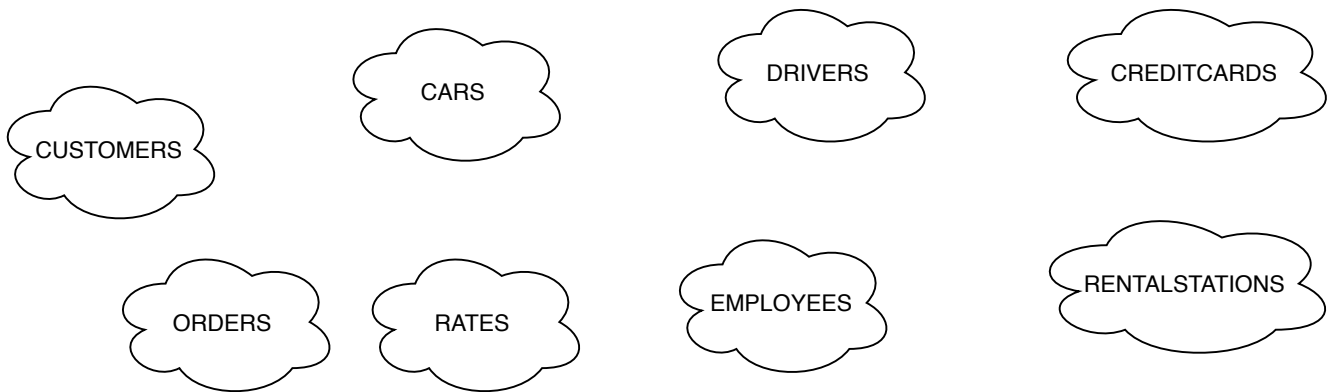 CARS
DRIVERS
CREDITCARDS
CUSTOMERS
ORDERS
RATES
EMPLOYEES
RENTALSTATIONS